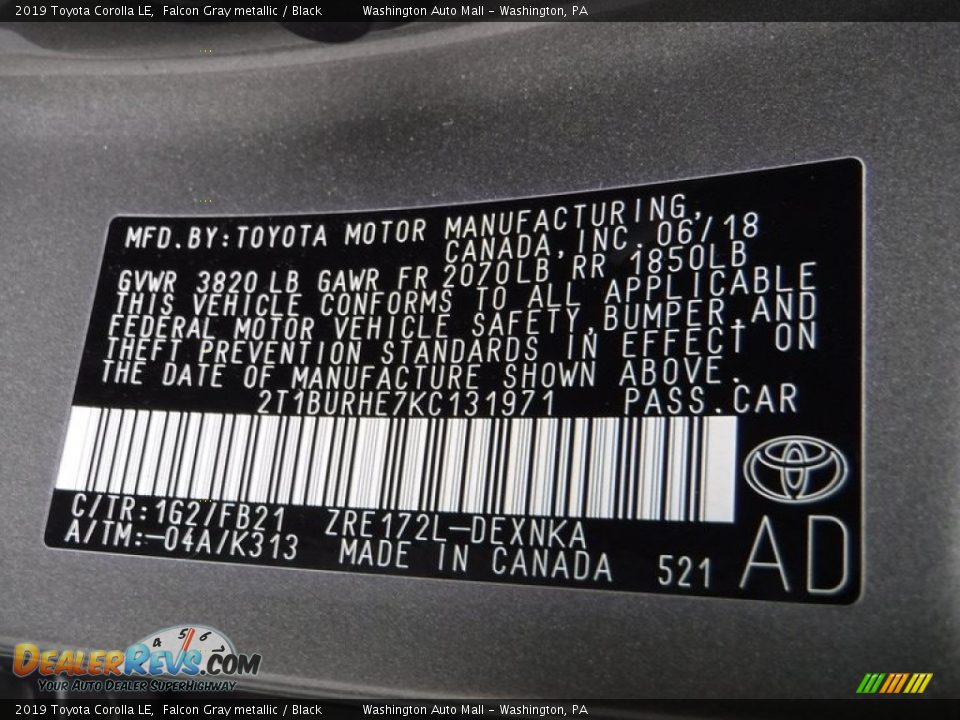 2019 Toyota Corolla LE, Falcon Gray metallic / Black Washington Auto Mall - Washington, PA
MFD.BY:TOYOTA MOTOR MANUFACTURING,
CANADA,INC. 06/18
GVWR 3820 LB GAWR FR 2070LB RR 1850LB
THIS VEHICLE CONFORMS TO ALL APPLICABLE
FEDERAL MOTOR VEHICLE SAFETY,BUMPER,AND
THEFT PREVENTION STANDARDS IN EFFECT ON
THE DATE OF MANUFACTURE SHOWN ABOVE.
2T1BURHE7KC131971 PASS.CAR
C/TR:1G2/FB21 ZRE172L-DEXNKA
A/TM:-04A/K313 MADE IN CANADA 521 AD
4 5 6 7
DEALERREVS.COM
YOUR AUTO DEALER SUPERHIGHWAY
2019 Toyota Corolla LE, Falcon Gray metallic / Black Washington Auto Mall - Washington, PA